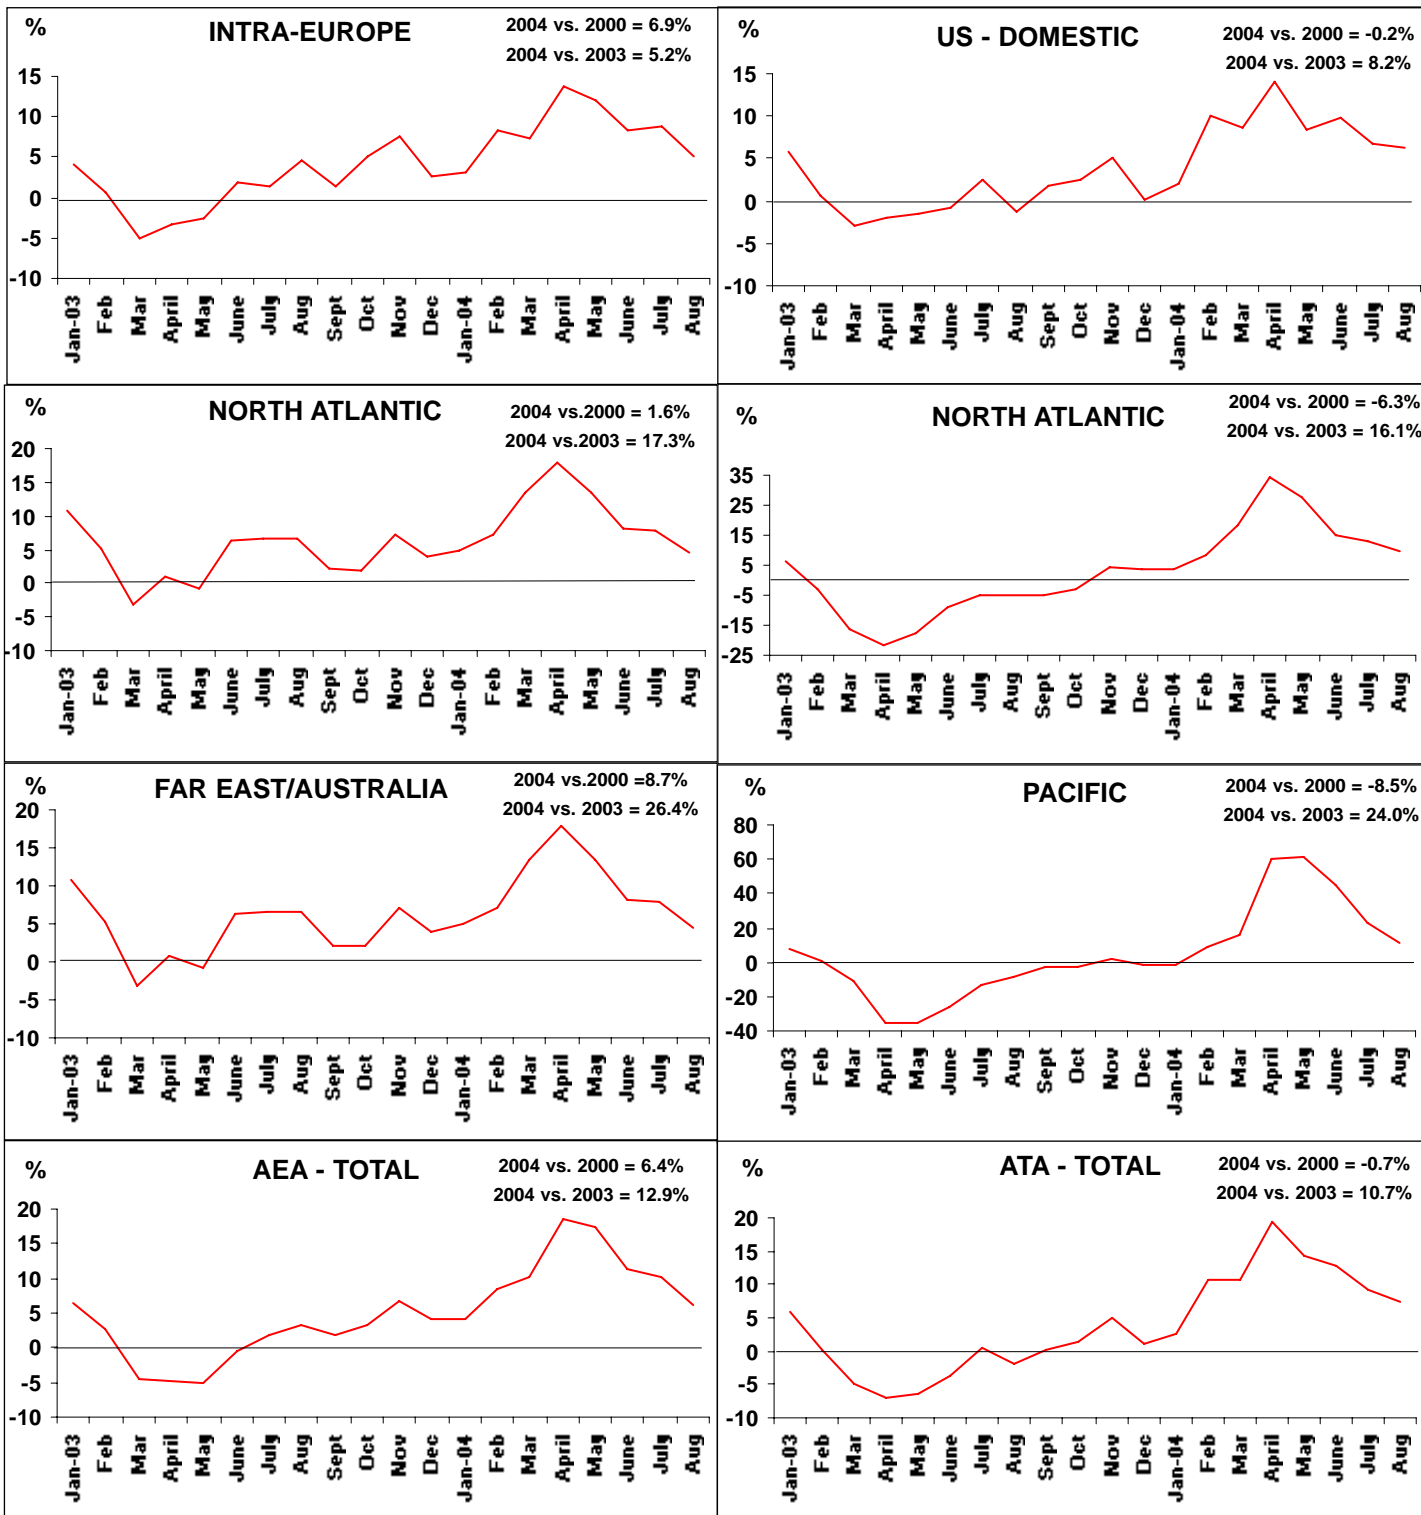 %
INTRA-EUROPE
2004 vs. 2000 = 6.9%
2004 vs. 2003 = 5.2%
15
10
5
0
-5
-10
Jan-03 Feb Mar April May June July Aug Sept Oct Nov Dec Jan-04 Feb Mar April May June July Aug
US - DOMESTIC
2004 vs. 2000 = -0.2%
2004 vs. 2003 = 8.2%
%
15
10
5
0
-5
-10
Jan-03 Feb Mar April May June July Aug Sept Oct Nov Dec Jan-04 Feb Mar April May June July Aug
%
NORTH ATLANTIC
2004 vs.2000 = 1.6%
2004 vs.2003 = 17.3%
20
15
10
5
0
-5
-10
Jan-03 Feb Mar April May June July Aug Sept Oct Nov Dec Jan-04 Feb Mar April May June July Aug
%
NORTH ATLANTIC
2004 vs. 2000 = -6.3%
2004 vs. 2003 = 16.1%
35
25
15
5
-5
-15
-25
Jan-03 Feb Mar April May June July Aug Sept Oct Nov Dec Jan-04 Feb Mar April May June July Aug
%
FAR EAST/AUSTRALIA
2004 vs.2000 =8.7%
2004 vs. 2003 = 26.4%
20
15
10
5
0
-5
-10
Jan-03 Feb Mar April May June July Aug Sept Oct Nov Dec Jan-04 Feb Mar April May June July Aug
%
PACIFIC
2004 vs. 2000 = -8.5%
2004 vs. 2003 = 24.0%
80
60
40
20
0
-20
-40
Jan-03 Feb Mar April May June July Aug Sept Oct Nov Dec Jan-04 Feb Mar April May June July Aug
%
AEA - TOTAL
2004 vs. 2000 = 6.4%
2004 vs. 2003 = 12.9%
20
15
10
5
0
-5
-10
Jan-03 Feb Mar April May June July Aug Sept Oct Nov Dec Jan-04 Feb Mar April May June July Aug
%
ATA - TOTAL
2004 vs. 2000 = -0.7%
2004 vs. 2003 = 10.7%
20
15
10
5
0
-5
-10
Jan-03 Feb Mar April May June July Aug Sept Oct Nov Dec Jan-04 Feb Mar April May June July Aug